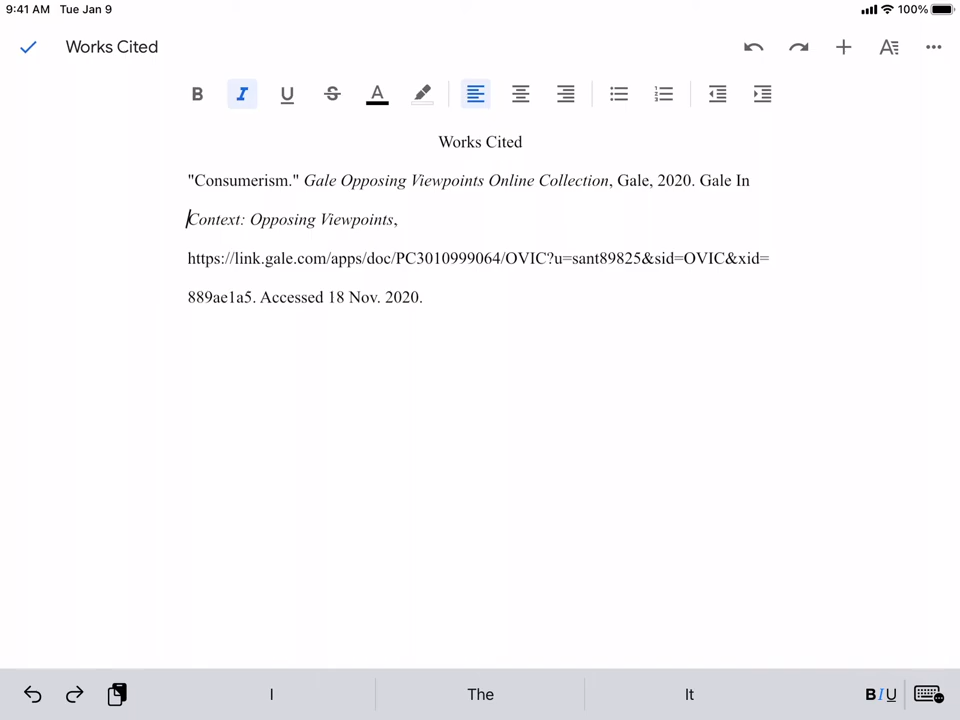 9:41 AM Tue Jan 9 100%
Works Cited
B I U S A
Works Cited
"Consumerism." Gale Opposing Viewpoints Online Collection, Gale, 2020. Gale In
Context: Opposing Viewpoints,
https://link.gale.com/apps/doc/PC3010999064/OVIC?u=sant89825&sid=OVIC&xid=
889ae1a5. Accessed 18 Nov. 2020.
I The It BIU